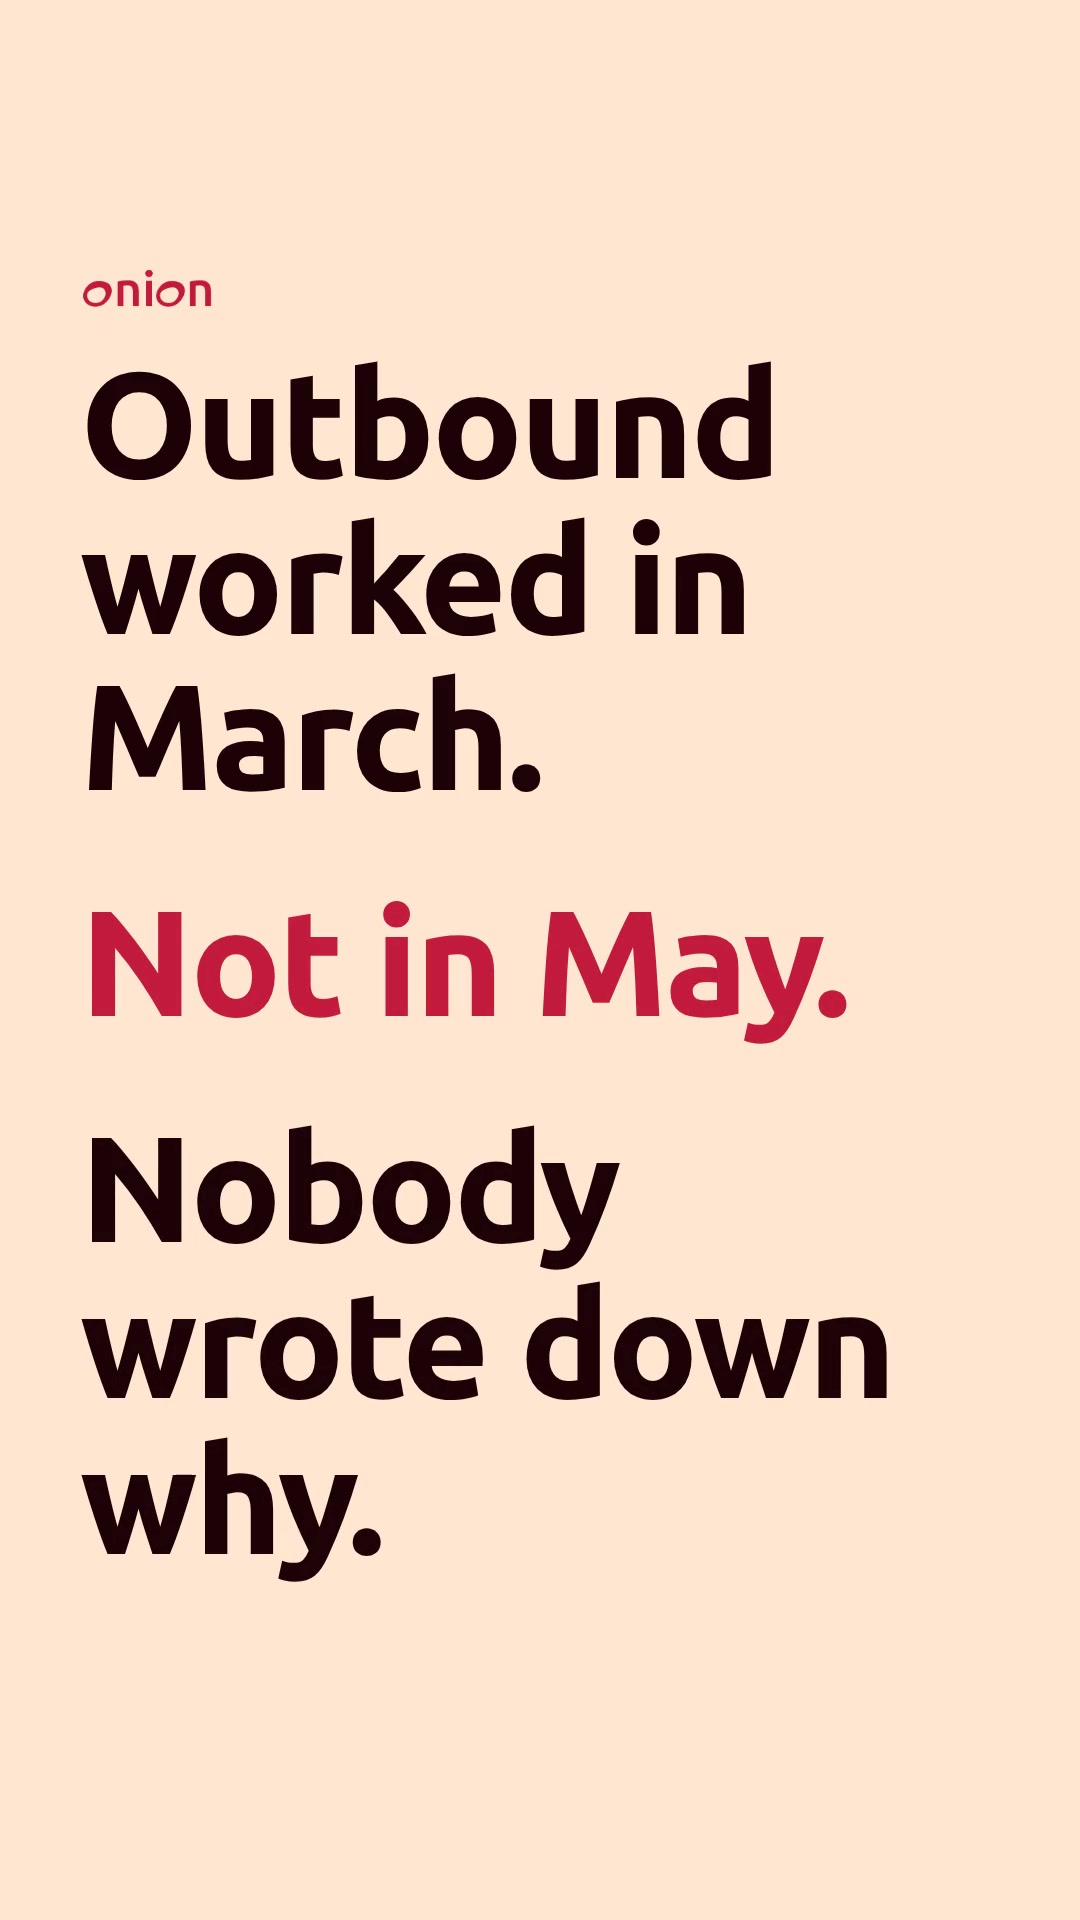 onion
Outbound
worked in
March.
Not in May.
Nobody
wrote down
why.